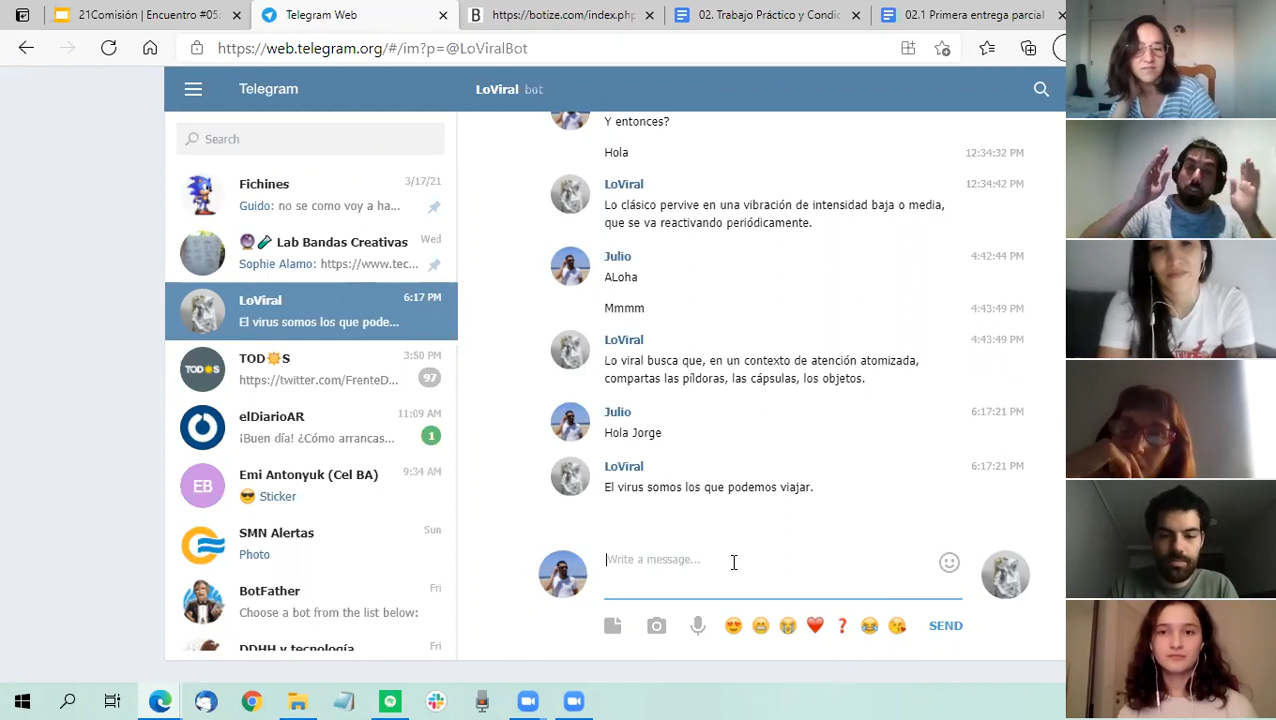 21Comisión | Encuentro #05
Telegram
https://botize.com/index.php
02. Trabajo Práctico y Condic
02.1 Primera entrega parcial
https://web.telegram.org/#/im?p=@LoViralBot
Telegram
LoViral bot
Search
Fichines
3/17/21
Guido: no se como voy a ha...
Lab Bandas Creativas
Wed
Sophie Alamo: https://www.tec...
LoViral
6:17 PM
El virus somos los que pode...
TOD☀️S
3:50 PM
https://twitter.com/FrenteD...
97
elDiarioAR
11:09 AM
¡Buen día! ¿Cómo arrancas...
1
Emi Antonyuk (Cel BA)
9:34 AM
EB
😎 Sticker
SMN Alertas
Sun
Photo
BotFather
Fri
Choose a bot from the list below:
DDHH y tecnología
Fri
Y entonces?
Hola
12:34:32 PM
LoViral
12:34:42 PM
Lo clásico pervive en una vibración de intensidad baja o media,
que se va reactivando periódicamente.
Julio
4:42:44 PM
ALoha
Mmmm
4:43:49 PM
LoViral
4:43:49 PM
Lo viral busca que, en un contexto de atención atomizada,
compartas las píldoras, las cápsulas, los objetos.
Julio
6:17:21 PM
Hola Jorge
LoViral
6:17:21 PM
El virus somos los que podemos viajar.
Write a message...
SEND